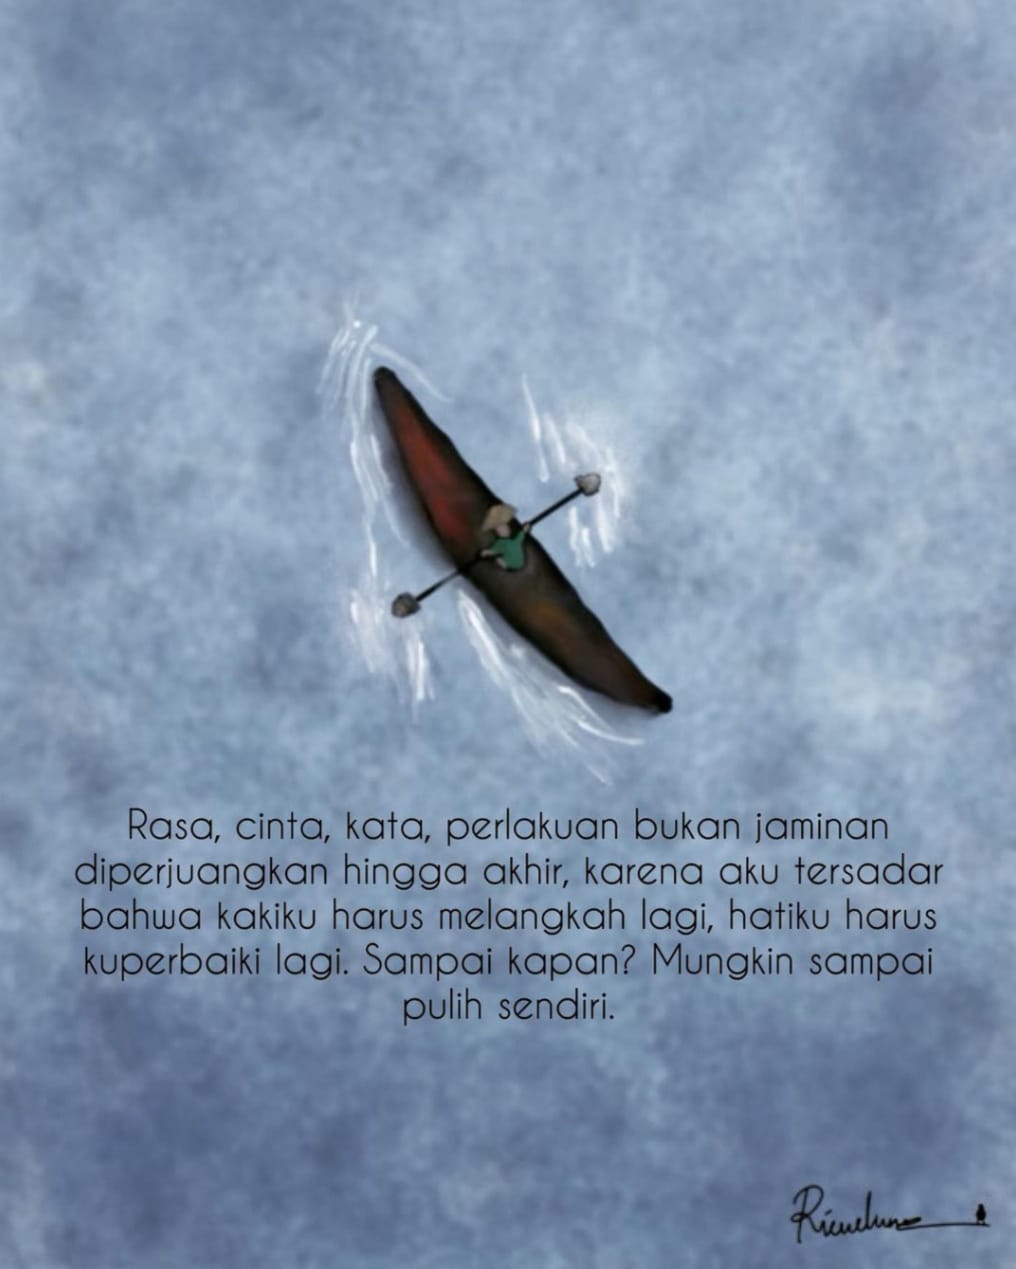 Rasa, cinta, kata, perlakuan bukan jaminan
diperjuangkan hingga akhir, karena aku tersadar
bahwa kakiku harus melangkah lagi, hatiku harus
kuperbaiki lagi. Sampai kapan? Mungkin sampai
pulih sendiri.